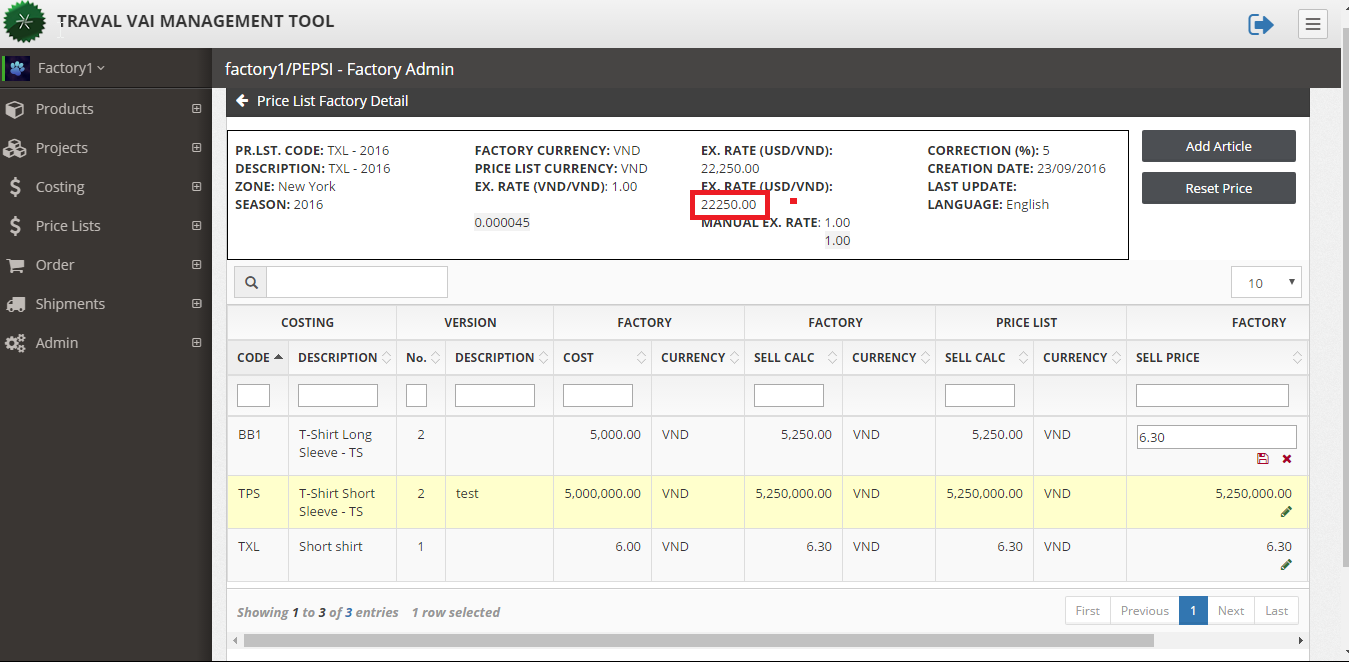 TRAVAL VAI MANAGEMENT TOOL
Factory1
Products
Projects
Costing
Price Lists
Order
Shipments
Admin
factory1/PEPSI - Factory Admin
Price List Factory Detail
PR.LST. CODE: TXL - 2016
DESCRIPTION: TXL - 2016
ZONE: New York
SEASON: 2016
FACTORY CURRENCY: VND
PRICE LIST CURRENCY: VND
EX. RATE (VND/VND): 1.00
0.000045
EX. RATE (USD/VND):
22,250.00
EX. RATE (USD/VND):
22250.00
MANUAL EX. RATE: 1.00
1.00
CORRECTION (%): 5
CREATION DATE: 23/09/2016
LAST UPDATE:
LANGUAGE: English
Add Article
Reset Price
10
COSTING VERSION FACTORY FACTORY PRICE LIST FACTORY
CODE DESCRIPTION No. DESCRIPTION COST CURRENCY SELL CALC CURRENCY SELL CALC CURRENCY SELL PRICE
BB1 T-Shirt Long 2 5,000.00 VND 5,250.00 VND 5,250.00 VND 6.30
Sleeve - TS
TPS T-Shirt Short 2 test 5,000,000.00 VND 5,250,000.00 VND 5,250,000.00 VND 5,250,000.00
Sleeve - TS
TXL Short shirt 1 6.00 VND 6.30 VND 6.30 VND 6.30
Showing 1 to 3 of 3 entries 1 row selected
First Previous 1 Next Last